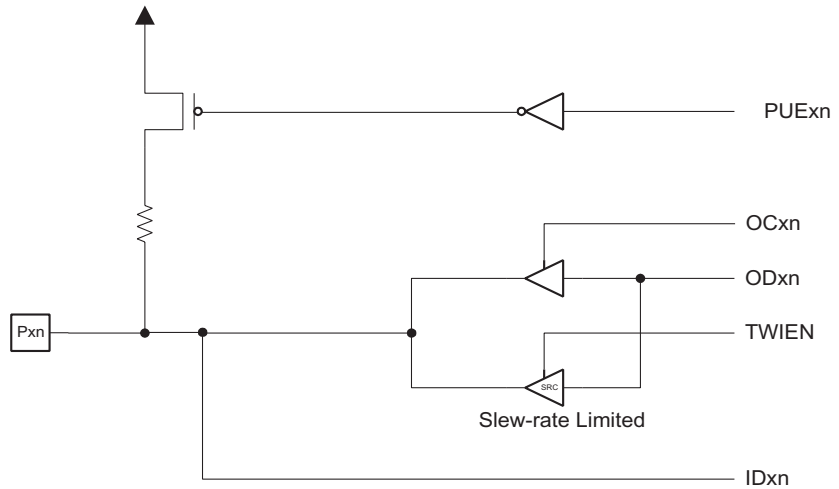 PUExn
OCxn
ODxn
Pxn
TWIEN
SRC
Slew-rate Limited
IDxn